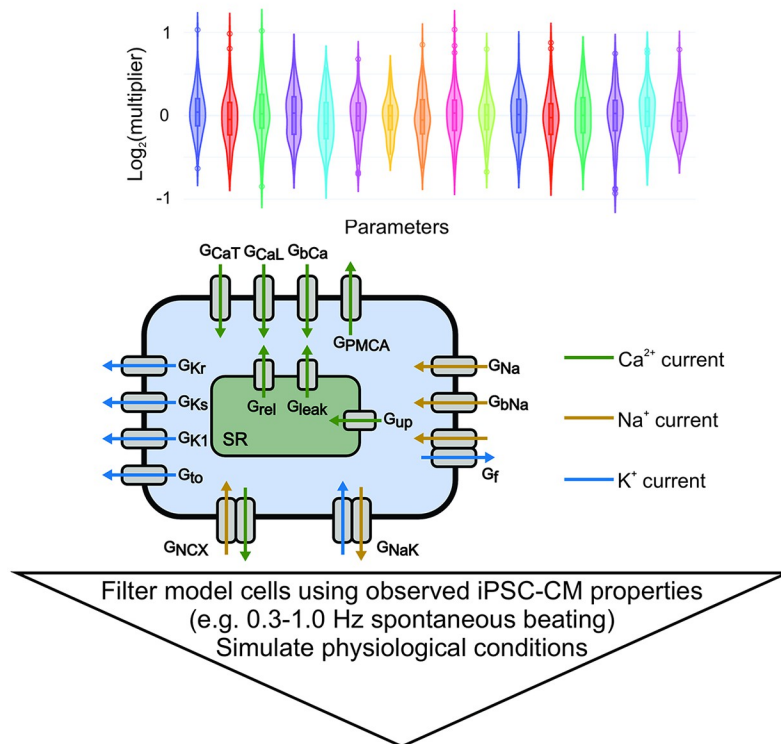 1
0
-1
Log₂(multiplier)
Parameters
GCaT GCaL GbCa
GPMCA
GKr
GKs
GK1
Gto
GNa
GbNa
Gf
Grel Gleak
Gup
SR
GNCX
GNaK
Ca²⁺ current
Na⁺ current
K⁺ current
Filter model cells using observed iPSC-CM properties
(e.g. 0.3-1.0 Hz spontaneous beating)
Simulate physiological conditions